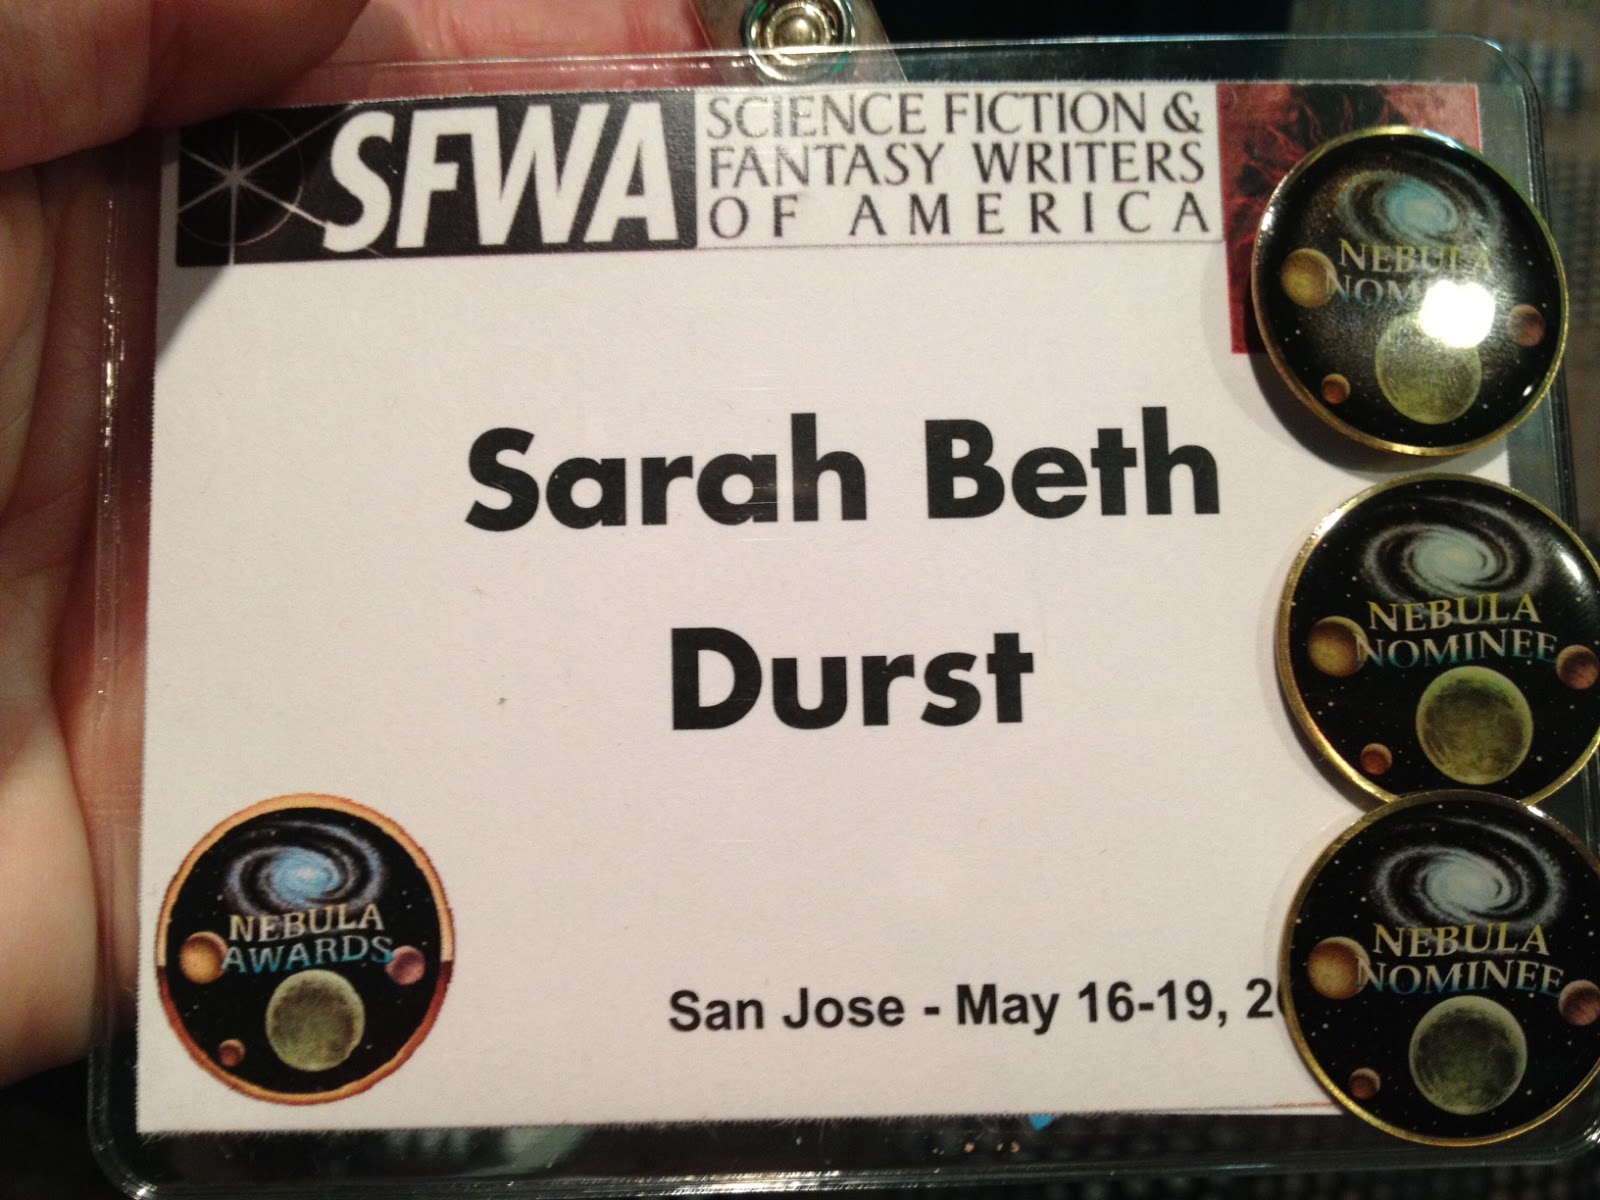 SFWA
SCIENCE FICTION &
FANTASY WRITERS
OF AMERICA
NEBULA
Sarah Beth
Durst
NEBULA
NOMINEE
NEBULA
AWARDS
NEBULA
NOMINEE
San Jose - May 16-19,